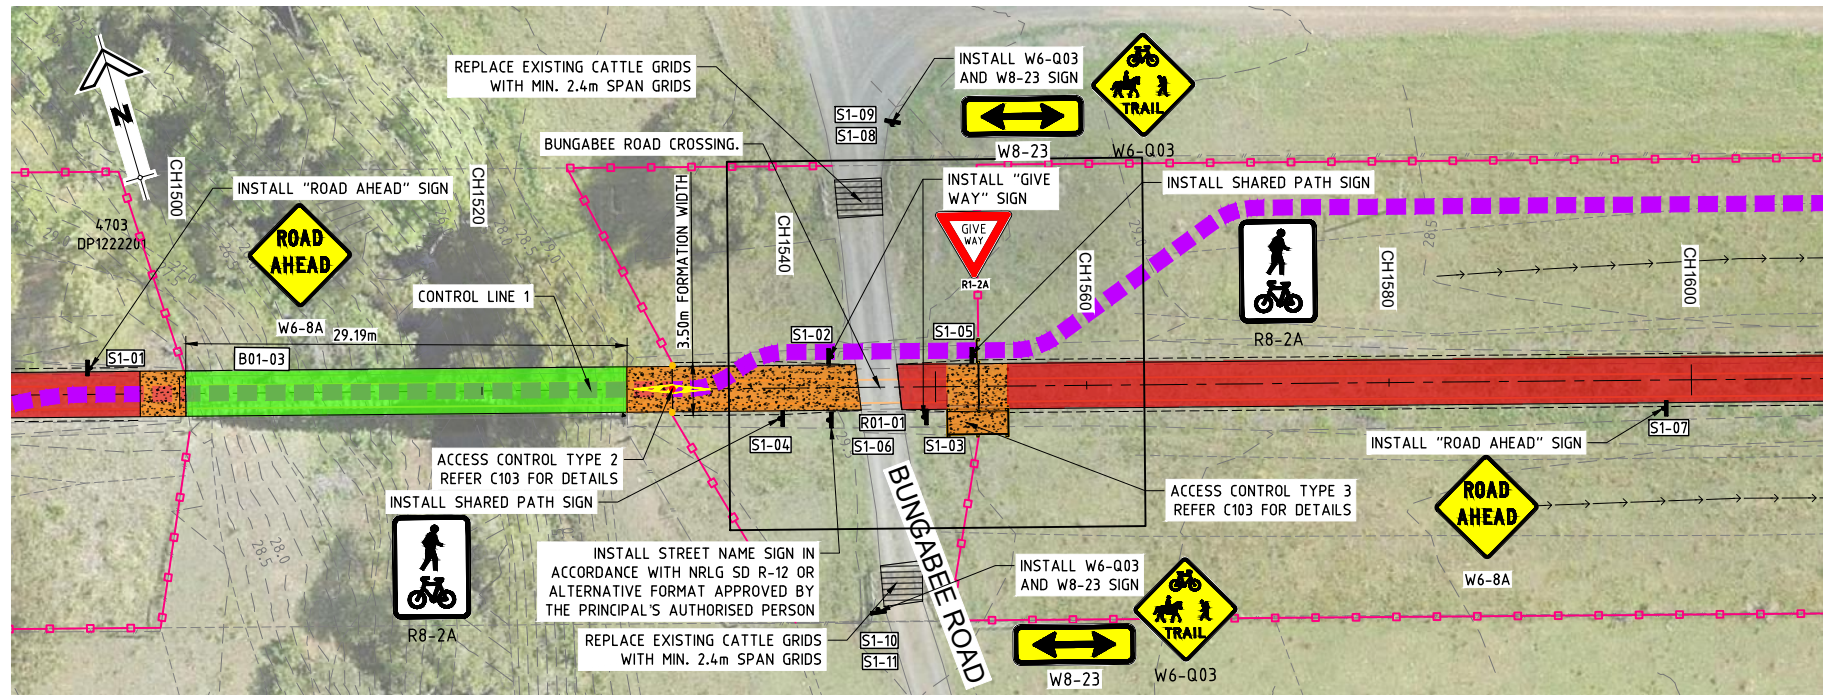 REPLACE EXISTING CATTLE GRIDS
WITH MIN. 2.4m SPAN GRIDS
INSTALL W6-Q03
AND W8-23 SIGN
TRAIL
W8-23
W6-Q03
S1-09
S1-08
BUNGABEE ROAD CROSSING.
N
CH1500
CH1520
CH1540
CH1560
CH1580
CH1600
INSTALL "ROAD AHEAD" SIGN
4703
DP1222201
ROAD
AHEAD
W6-8A
CONTROL LINE 1
29.19m
3.50m FORMATION WIDTH
INSTALL "GIVE
WAY" SIGN
GIVE
WAY
R1-2A
INSTALL SHARED PATH SIGN
R8-2A
28.5
S1-01
B01-03
S1-02
S1-05
S1-04
R01-01
S1-06
S1-03
S1-07
ACCESS CONTROL TYPE 2
REFER C103 FOR DETAILS
INSTALL SHARED PATH SIGN
R8-2A
28.0
28.5
INSTALL STREET NAME SIGN IN
ACCORDANCE WITH NRLG SD R-12 OR
ALTERNATIVE FORMAT APPROVED BY
THE PRINCIPAL'S AUTHORISED PERSON
REPLACE EXISTING CATTLE GRIDS
WITH MIN. 2.4m SPAN GRIDS
S1-10
S1-11
BUNGABEE ROAD
INSTALL W6-Q03
AND W8-23 SIGN
TRAIL
W8-23
W6-Q03
ACCESS CONTROL TYPE 3
REFER C103 FOR DETAILS
INSTALL "ROAD AHEAD" SIGN
ROAD
AHEAD
W6-8A